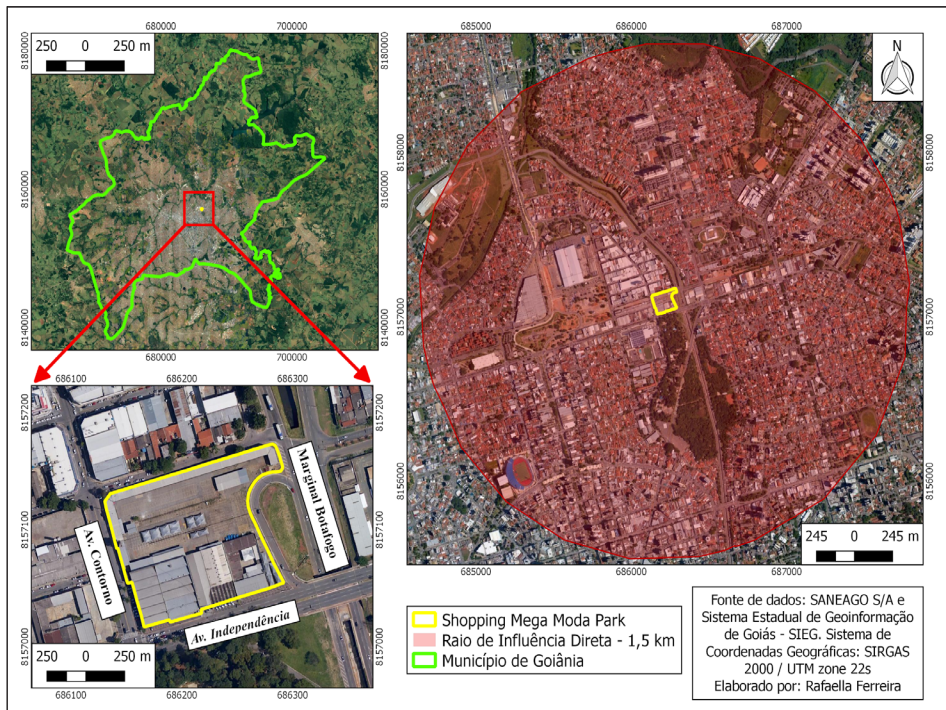 680000
700000
250
0
250 m
8180000
8180000
8160000
8160000
8140000
8140000
680000
700000
685000
686000
687000
N
8158000
8158000
8157000
8157000
8156000
8156000
245
0
245 m
685000
686000
687000
686100
686200
686300
8157200
8157200
8157100
8157100
8157000
8157000
Av. Contorno
Marginal Botafogo
Av. Independência
250
0
250 m
686100
686200
686300
Shopping Mega Moda Park
Raio de Influência Direta - 1,5 km
Município de Goiânia
Fonte de dados: SANEAGO S/A e
Sistema Estadual de Geoinformação
de Goiás - SIEG. Sistema de
Coordenadas Geográficas: SIRGAS
2000 / UTM zone 22s
Elaborado por: Rafaella Ferreira